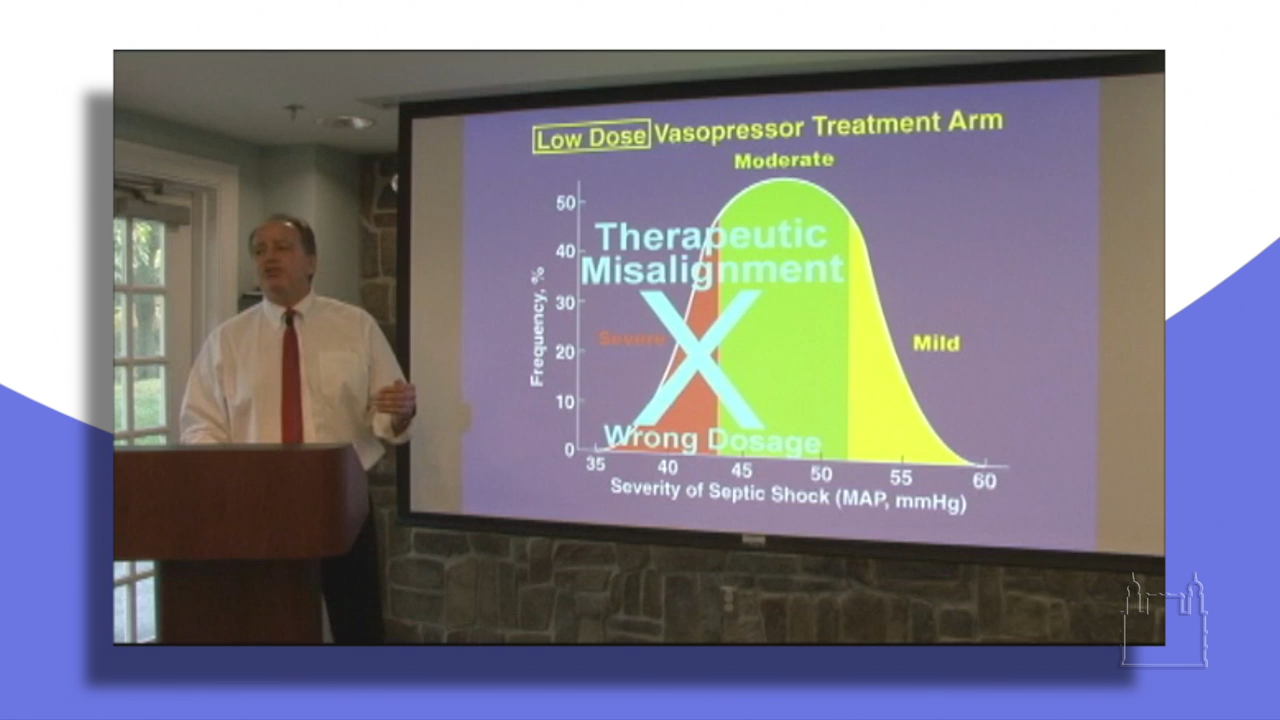 Low Dose Vasopressor Treatment Arm
Moderate
Therapeutic
Misalignment
Severe
Mild
Wrong Dosage
Frequency, %
50
40
30
20
10
0
35 40 45 50 55 60
Severity of Septic Shock (MAP, mmHg)